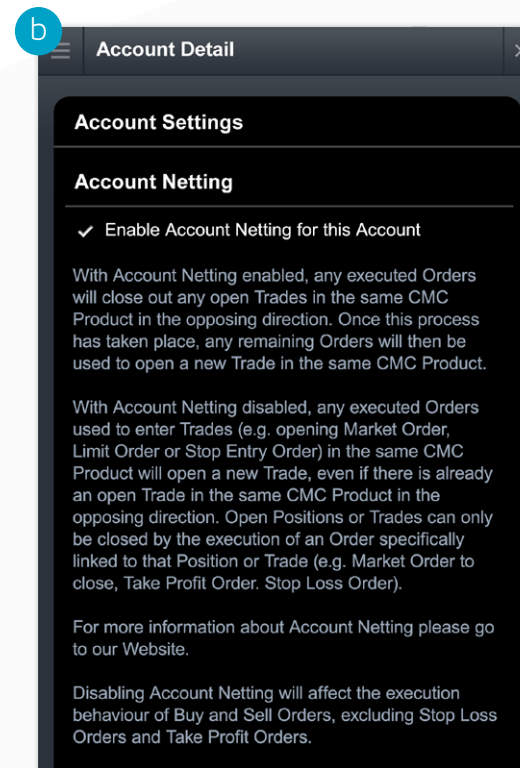 b
Account Detail
Account Settings
Account Netting
Enable Account Netting for this Account
With Account Netting enabled, any executed Orders
will close out any open Trades in the same CMC
Product in the opposing direction. Once this process
has taken place, any remaining Orders will then be
used to open a new Trade in the same CMC Product.
With Account Netting disabled, any executed Orders
used to enter Trades (e.g. opening Market Order,
Limit Order or Stop Entry Order) in the same CMC
Product will open a new Trade, even if there is already
an open Trade in the same CMC Product in the
opposing direction. Open Positions or Trades can only
be closed by the execution of an Order specifically
linked to that Position or Trade (e.g. Market Order to
close, Take Profit Order. Stop Loss Order).
For more information about Account Netting please go
to our Website.
Disabling Account Netting will affect the execution
behaviour of Buy and Sell Orders, excluding Stop Loss
Orders and Take Profit Orders.